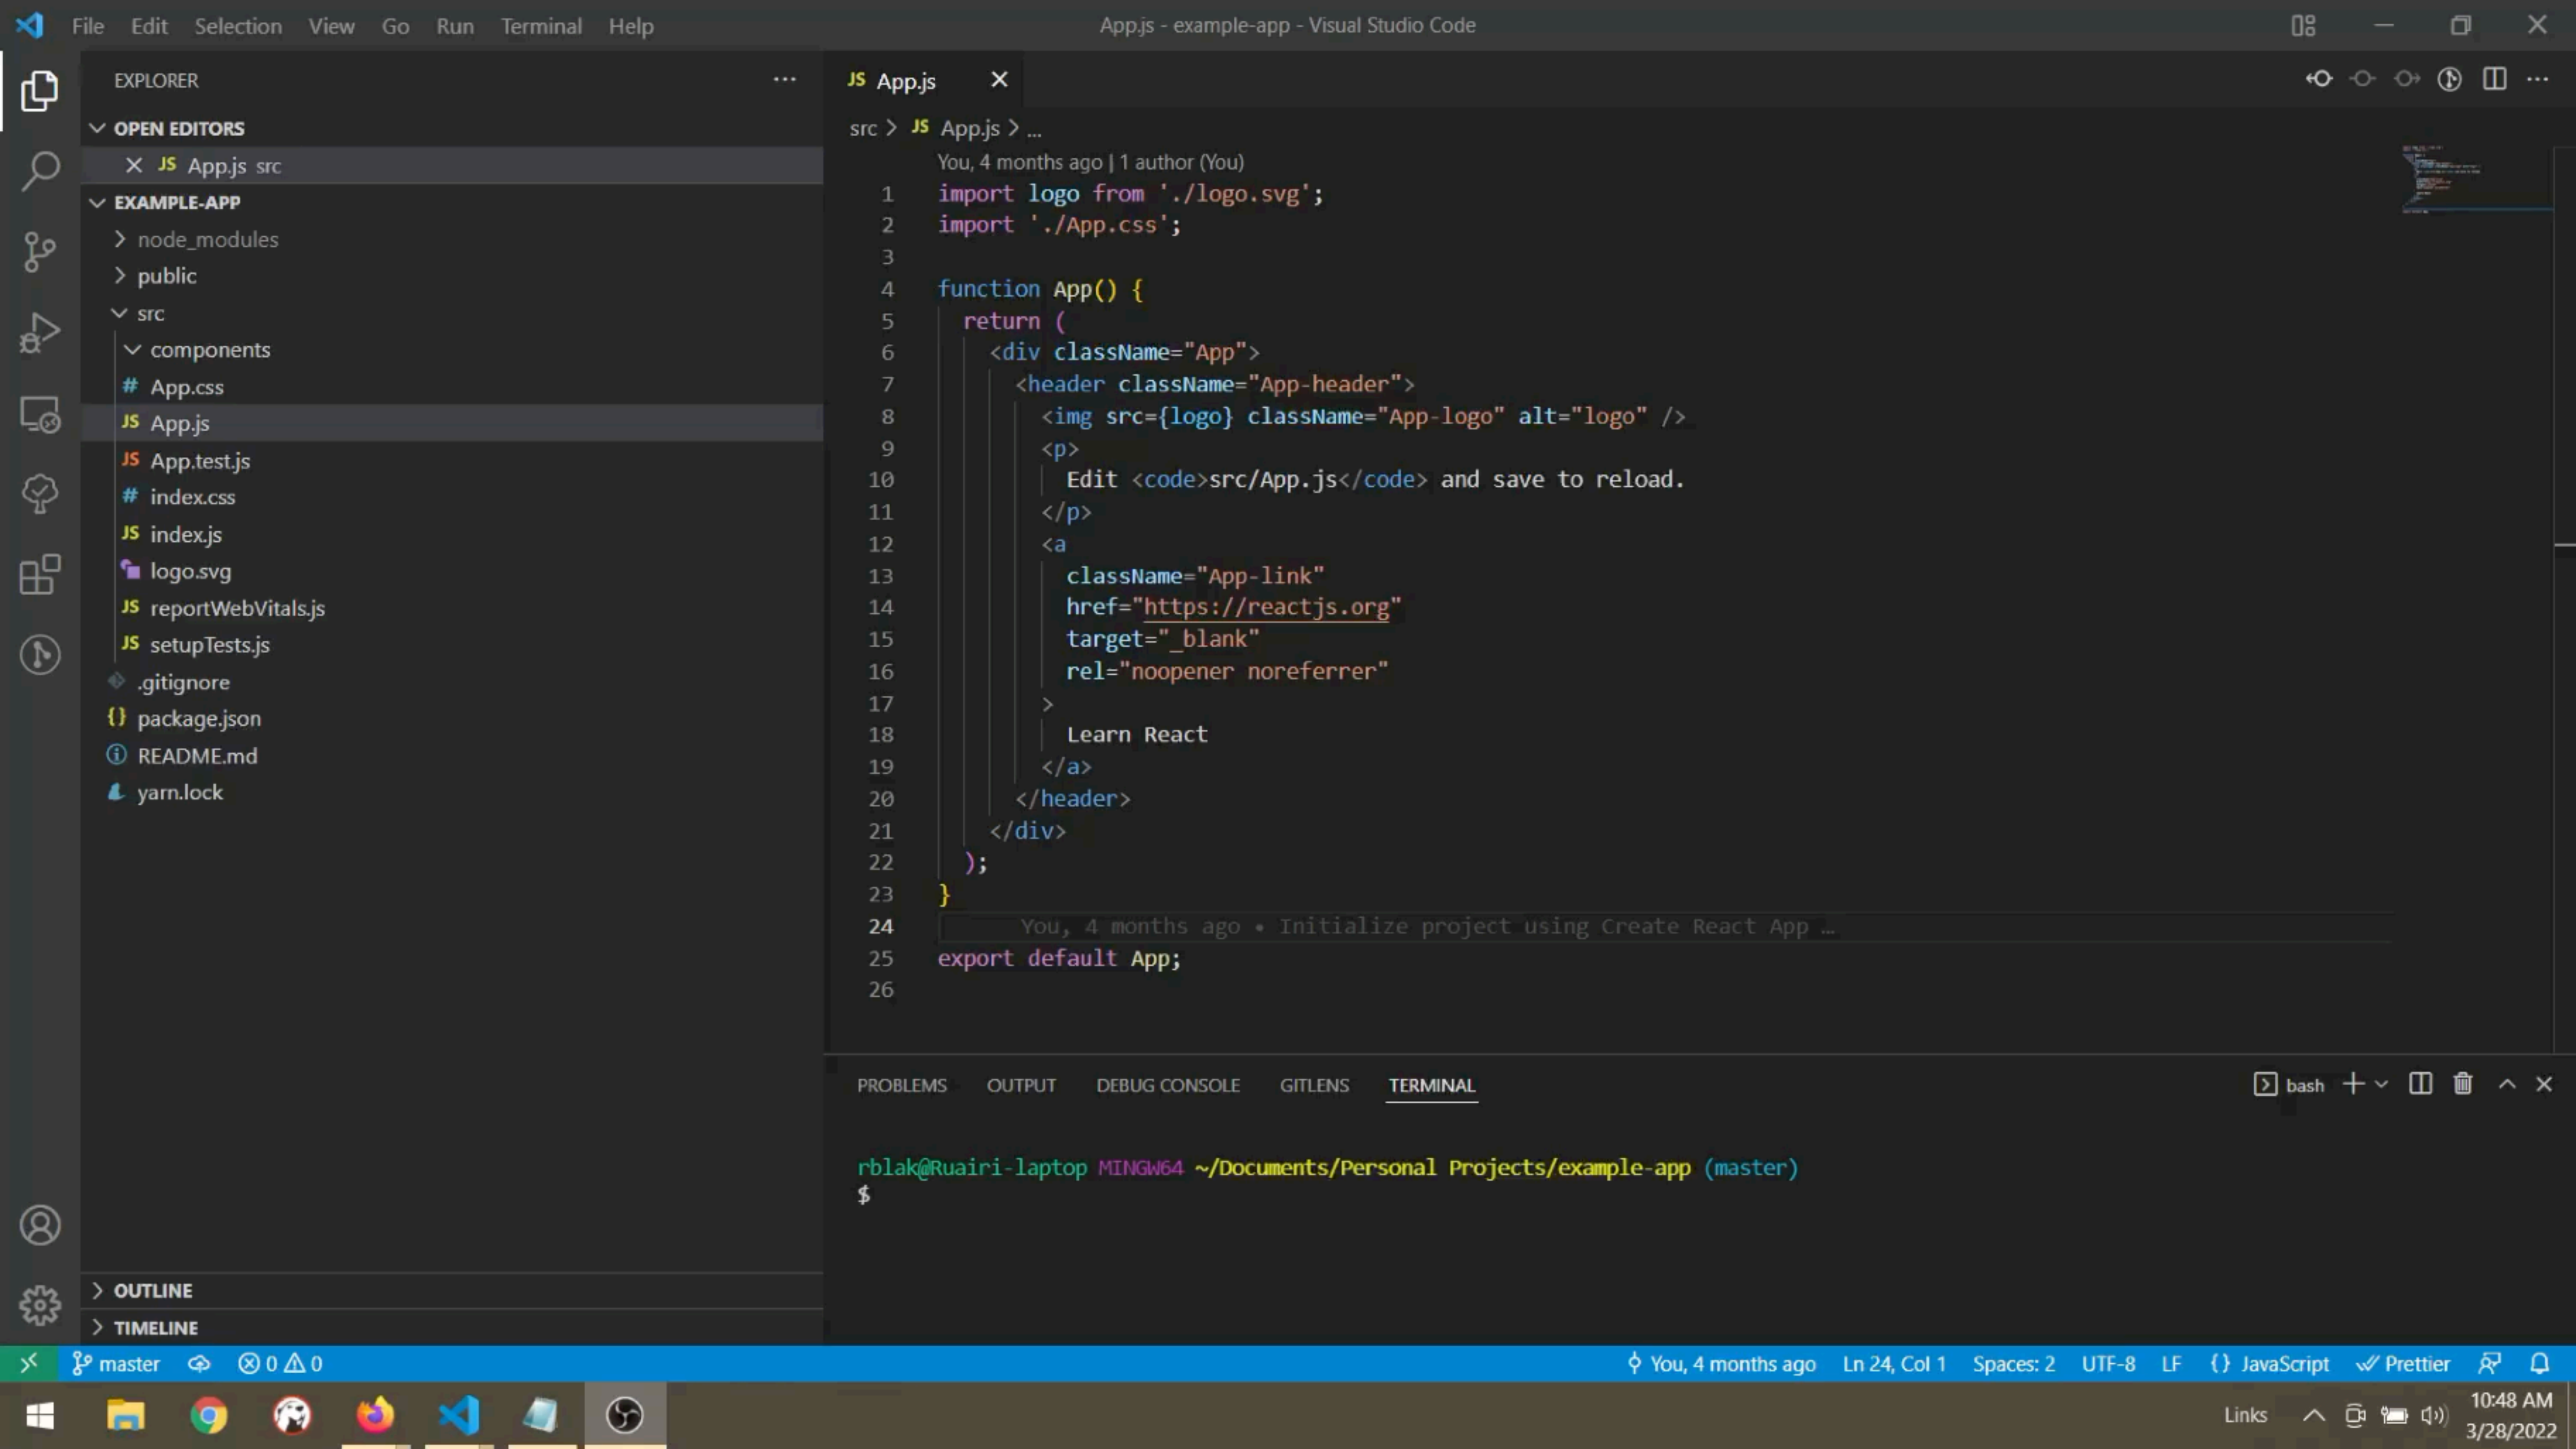 File Edit Selection View Go Run Terminal Help
App.js - example-app - Visual Studio Code
EXPLORER
OPEN EDITORS
JS App.js src
EXAMPLE-APP
node_modules
public
src
components
# App.css
JS App.js
JS App.test.js
# index.css
JS index.js
logo.svg
JS reportWebVitals.js
JS setupTests.js
.gitignore
{} package.json
README.md
yarn.lock
OUTLINE
TIMELINE
JS App.js
src > JS App.js > ...
You, 4 months ago | 1 author (You)
1 import logo from './logo.svg';
2 import './App.css';
3
4 function App() {
5 return (
6 <div className="App">
7 <header className="App-header">
8 <img src={logo} className="App-logo" alt="logo" />
9 <p>
10 Edit <code>src/App.js</code> and save to reload.
11 </p>
12 <a
13 className="App-link"
14 href="https://reactjs.org"
15 target="_blank"
16 rel="noopener noreferrer"
17 >
18 Learn React
19 </a>
20 </header>
21 </div>
22 );
23 }
24 You, 4 months ago • Initialize project using Create React App …
25 export default App;
26
PROBLEMS OUTPUT DEBUG CONSOLE GITLENS TERMINAL
bash
rblak@Ruairi-laptop MINGW64 ~/Documents/Personal Projects/example-app (master)
$
master 0 0 You, 4 months ago Ln 24, Col 1 Spaces: 2 UTF-8 LF {} JavaScript Prettier
Links
10:48 AM
3/28/2022